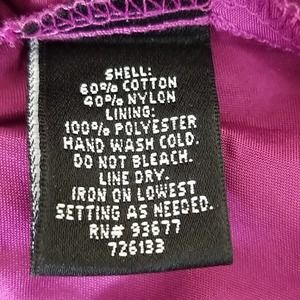 SHELL:
60% COTTON
40% NYLON
LINING:
100% POLYESTER
HAND WASH COLD.
DO NOT BLEACH.
LINE DRY.
IRON ON LOWEST
SETTING AS NEEDED.
RN# 93677
726133